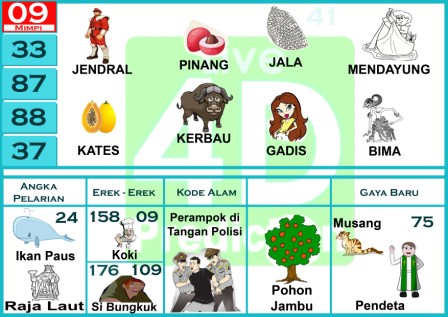 09
MIMPI
41
33
87
88
37
JENDRAL
PINANG
JALA
MENDAYUNG
KATES
KERBAU
GADIS
BIMA
Live
4D
Prediction
ANGKA PELARIAN
EREK - EREK
KODE ALAM
GAYA BARU
24
Ikan Paus
Raja Laut
158 09
Koki
176 109
Si Bungkuk
Perampok di
Tangan Polisi
Pohon
Jambu
Musang
75
Pendeta